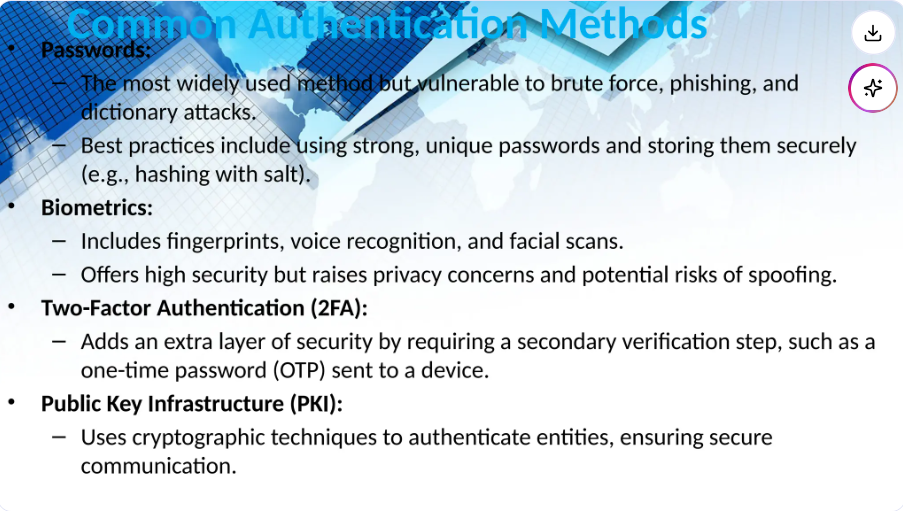 Common Authentication Methods
• Passwords:
– The most widely used method but vulnerable to brute force, phishing, and
dictionary attacks.
– Best practices include using strong, unique passwords and storing them securely
(e.g., hashing with salt).
• Biometrics:
– Includes fingerprints, voice recognition, and facial scans.
– Offers high security but raises privacy concerns and potential risks of spoofing.
• Two-Factor Authentication (2FA):
– Adds an extra layer of security by requiring a secondary verification step, such as a
one-time password (OTP) sent to a device.
• Public Key Infrastructure (PKI):
– Uses cryptographic techniques to authenticate entities, ensuring secure
communication.